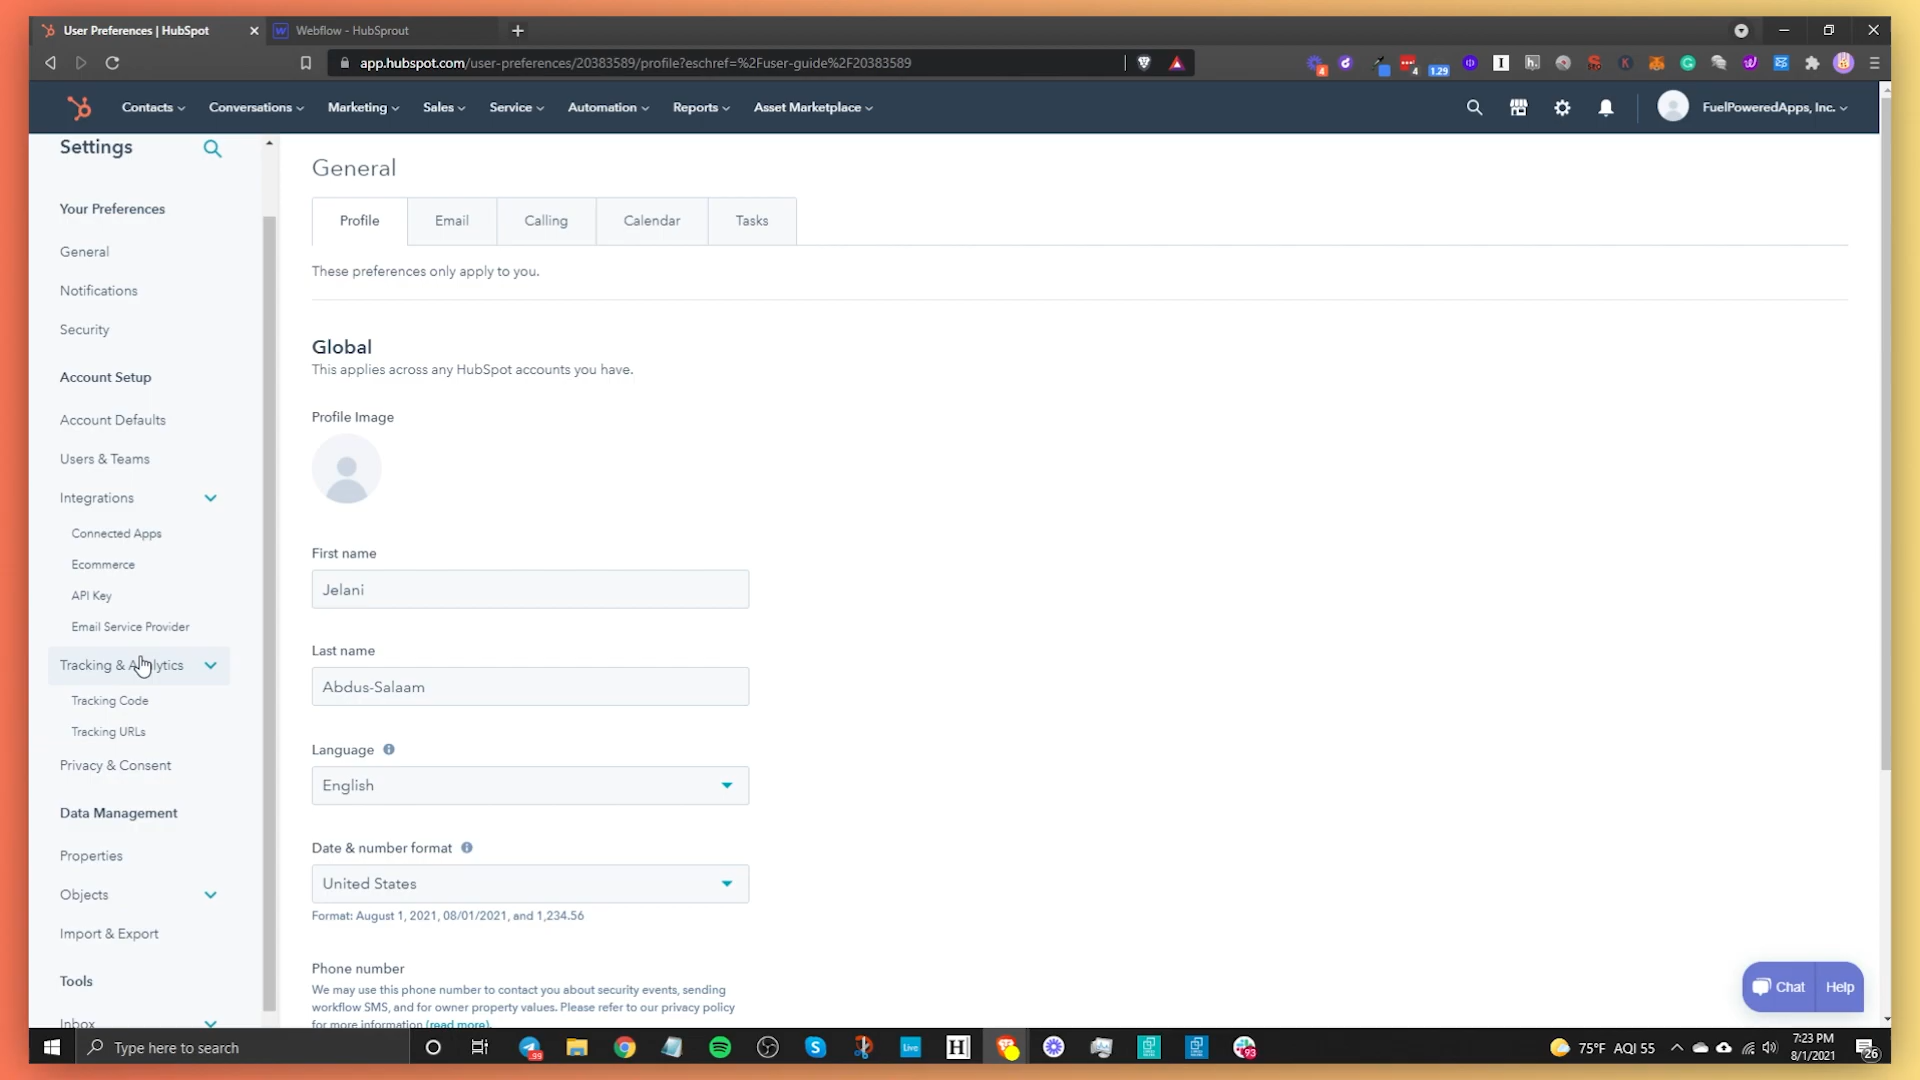 User Preferences | HubSpot
Webflow - HubSprout
app.hubspot.com/user-preferences/20383589/profile?eschref=%2Fuser-guide%2F20383589
4
4
1.29
Contacts
Conversations
Marketing
Sales
Service
Automation
Reports
Asset Marketplace
FuelPoweredApps, Inc.
Settings
Your Preferences
General
Notifications
Security
Account Setup
Account Defaults
Users & Teams
Integrations
Connected Apps
Ecommerce
API Key
Email Service Provider
Tracking & Analytics
Tracking Code
Tracking URLs
Privacy & Consent
Data Management
Properties
Objects
Import & Export
Tools
Inbox
General
Profile
Email
Calling
Calendar
Tasks
These preferences only apply to you.
Global
This applies across any HubSpot accounts you have.
Profile Image
First name
Jelani
Last name
Abdus-Salaam
Language
English
Date & number format
United States
Format: August 1, 2021, 08/01/2021, and 1,234.56
Phone number
We may use this phone number to contact you about security events, sending
workflow SMS, and for owner property values. Please refer to our privacy policy
for more information (read more).
Chat
Help
Type here to search
99
Live
H
93
75°F AQI 55
7:23 PM
8/1/2021
26